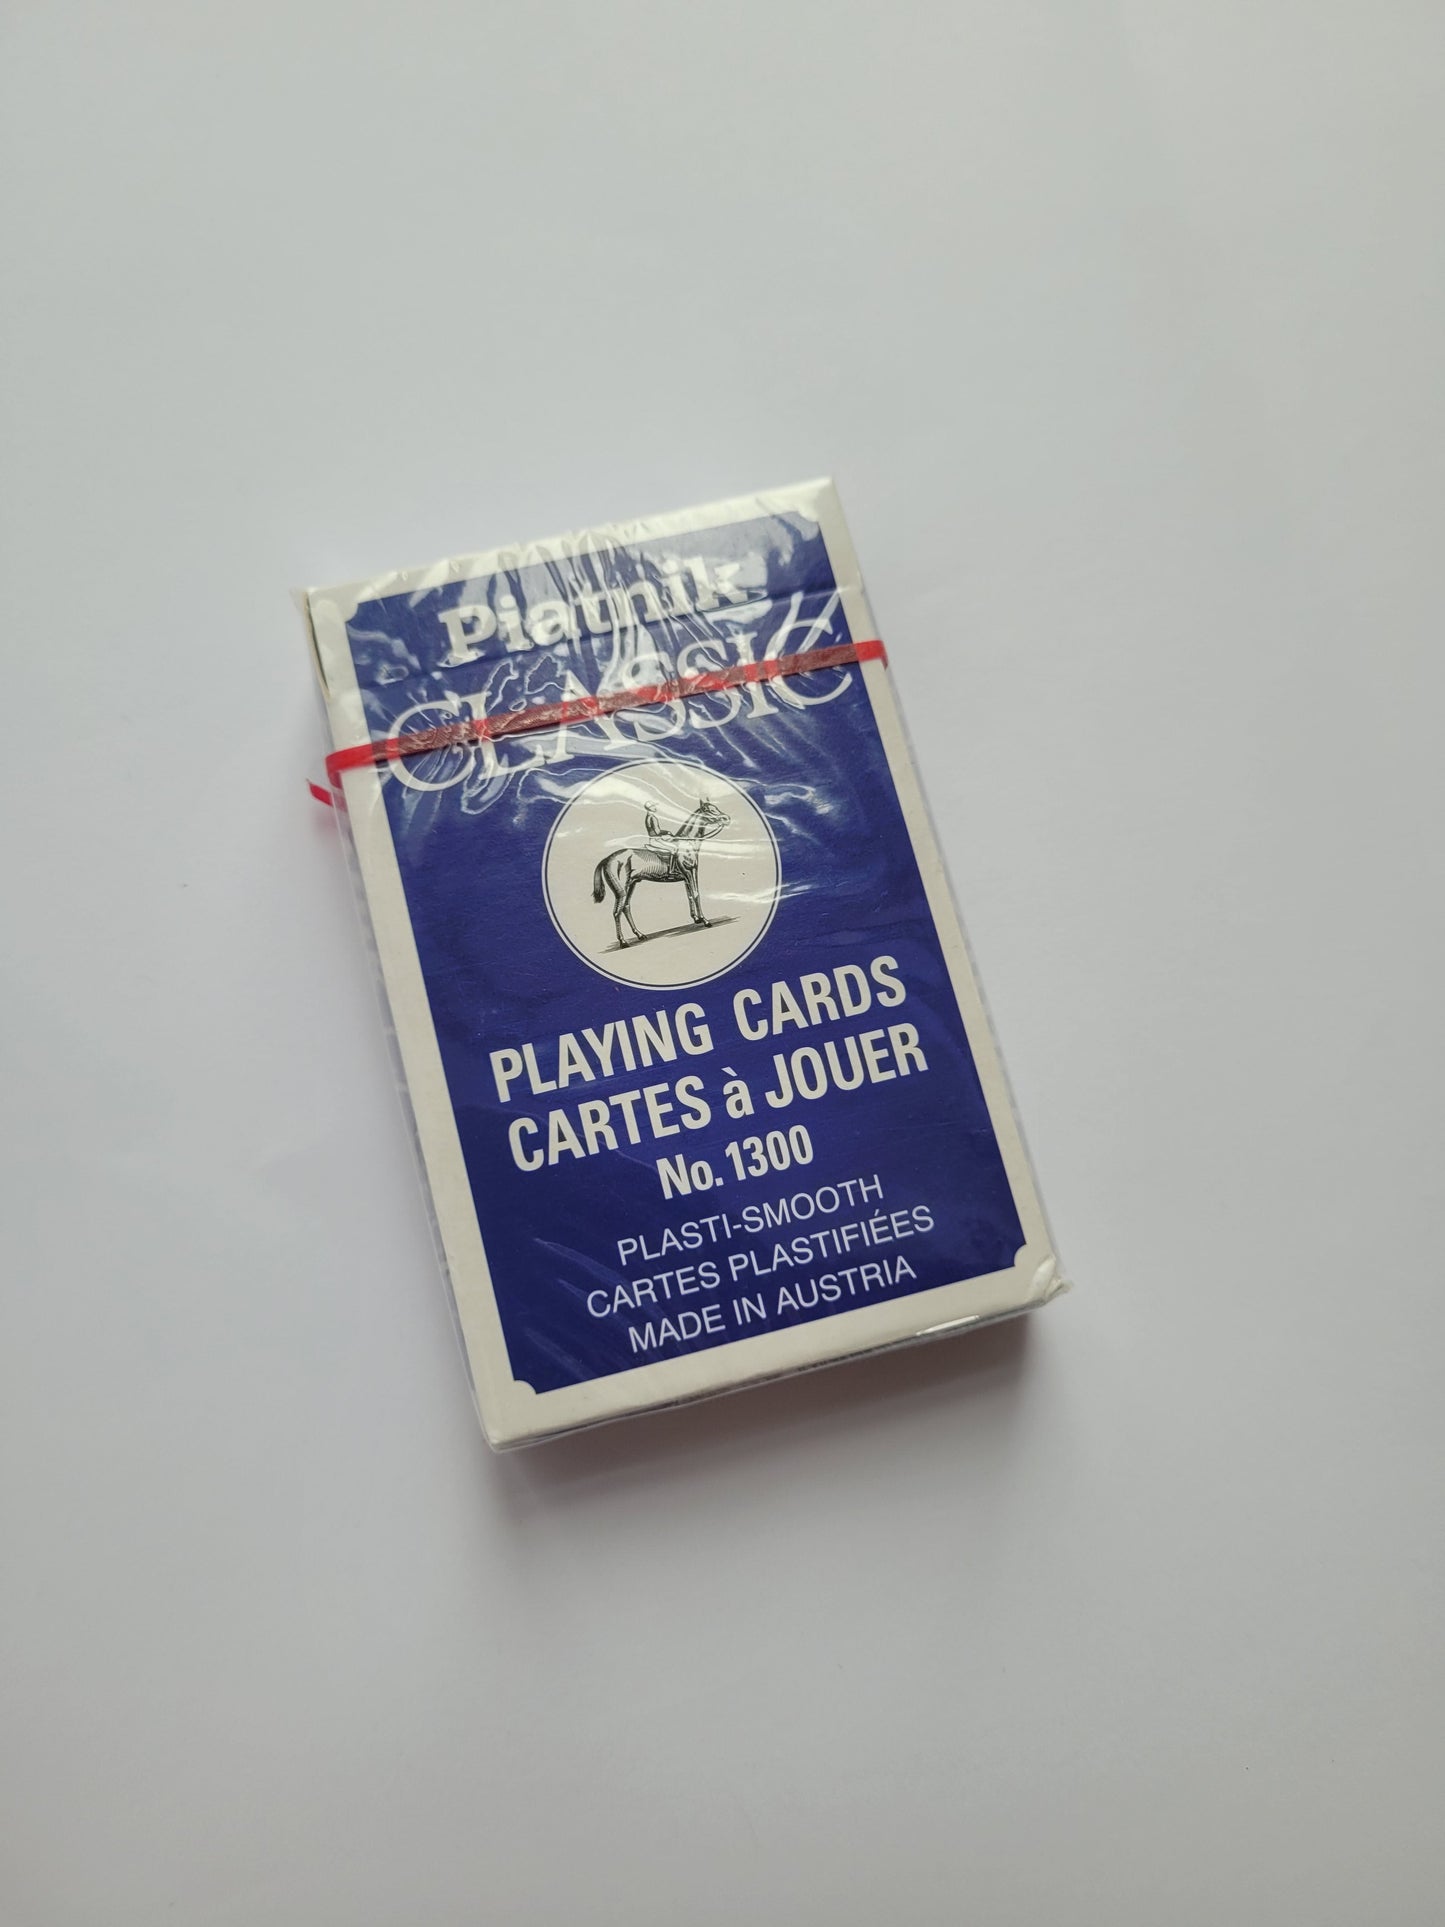 Piatnik
CLASSIC
PLAYING CARDS
CARTES à JOUER
No. 1300
PLASTI-SMOOTH
CARTES PLASTIFIÉES
MADE IN AUSTRIA